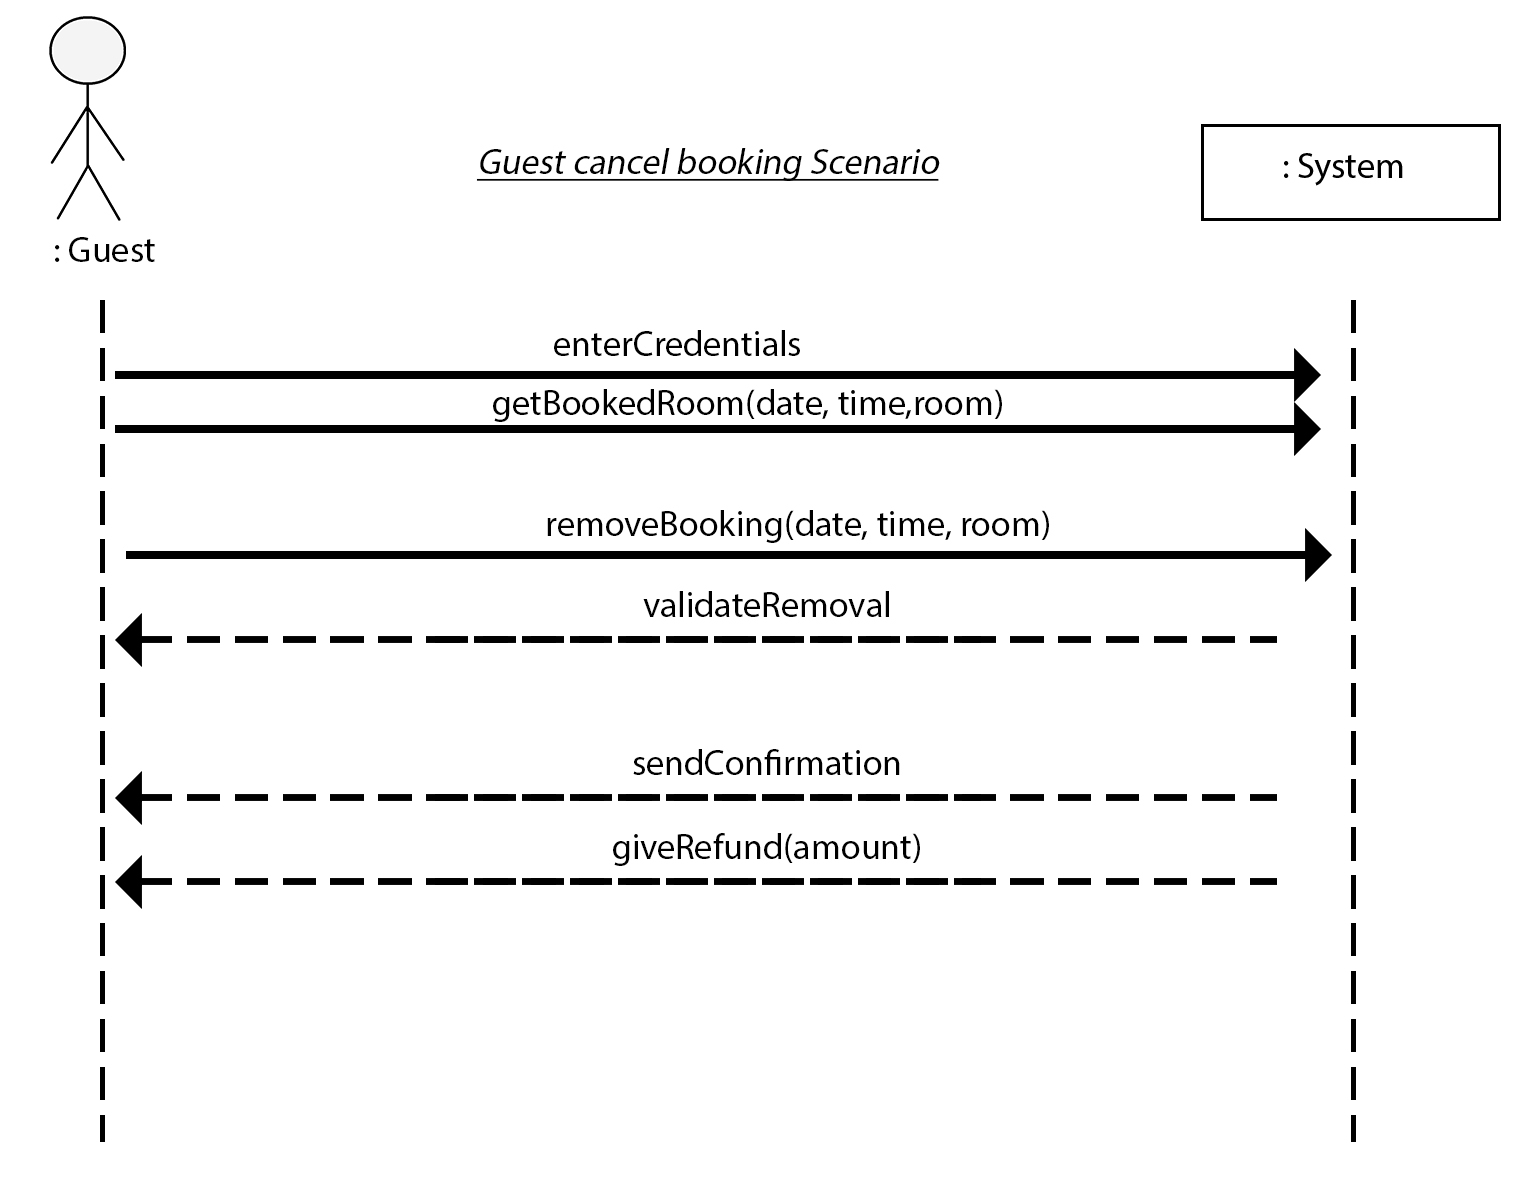 Guest cancel booking Scenario
: System
: Guest
enterCredentials
getBookedRoom(date, time,room)
removeBooking(date, time, room)
validateRemoval
sendConfirmation
giveRefund(amount)